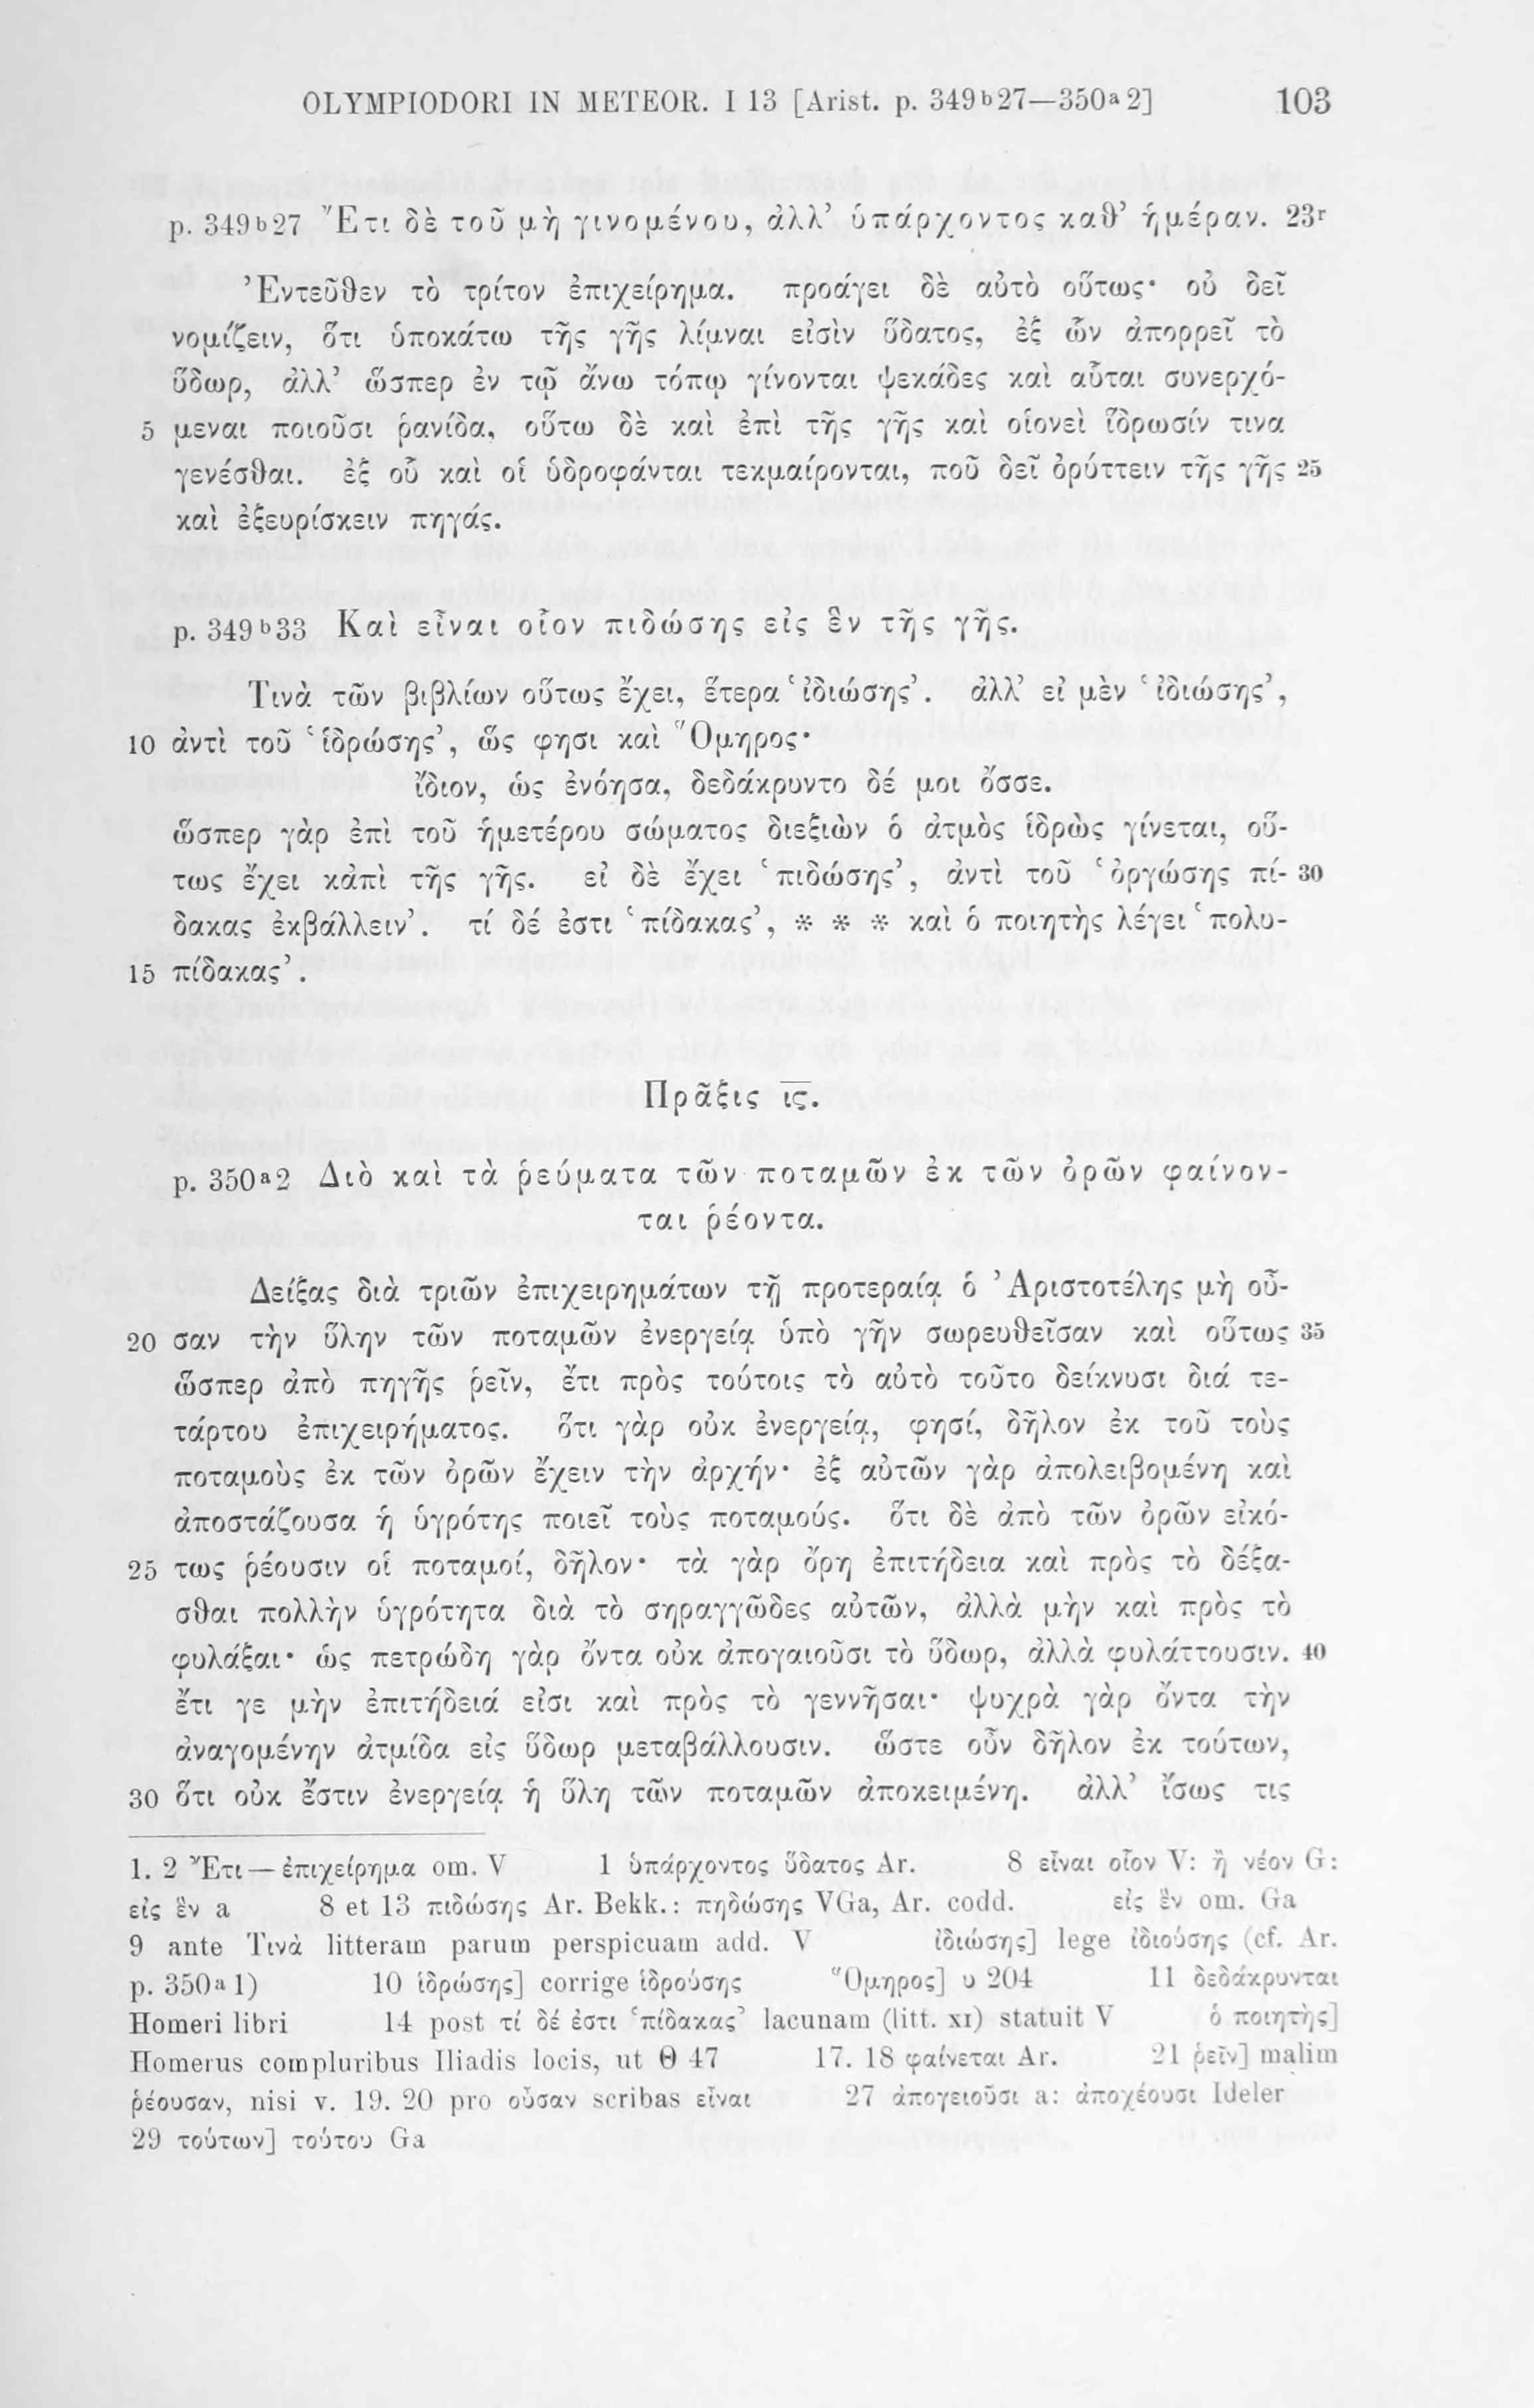 OLYMPIODORI IN METEOR. I 13 [Arist. p. 349b27—350a2] 103
p. 349b27 Ἔτι δὲ τοῦ μὴ γινομένου, ἀλλ’ ὑπάρχοντος καθ’ ἡμέραν. 23r
Ἐντεῦθεν τὸ τρίτον ἐπιχείρημα. προάγει δὲ αὐτὸ οὕτως· οὐ δεῖ
νομίζειν, ὅτι ὑποκάτω τῆς γῆς λίμναι εἰσὶν ὕδατος, ἐξ ὧν ἀπορρεῖ τὸ
ὕδωρ, ἀλλ’ ὥσπερ ἐν τῷ ἄνω τόπῳ γίνονται ψεκάδες καὶ αὗται συνερχό-
5 μεναι ποιοῦσι ῥανίδα, οὕτω δὲ καὶ ἐπὶ τῆς γῆς καὶ οἱονεὶ ἵδρωσίν τινα
γενέσθαι. ἐξ οὗ καὶ οἱ ὑδροφάνται τεκμαίρονται, ποῦ δεῖ ὀρύττειν τῆς γῆς 25
καὶ ἐξευρίσκειν πηγάς.
p. 349b33 Καὶ εἶναι οἷον πιδώσης εἰς ἓν τῆς γῆς.
Τινὰ τῶν βιβλίων οὕτως ἔχει, ἕτερα ‘ἰδιώσης’. ἀλλ’ εἰ μὲν ‘ἰδιώσης’,
10 ἀντὶ τοῦ ‘ἱδρώσης’, ὥς φησι καὶ Ὅμηρος·
ἴδιον, ὡς ἐνόησα, δεδάκρυντο δέ μοι ὄσσε.
ὥσπερ γὰρ ἐπὶ τοῦ ἡμετέρου σώματος διεξιὼν ὁ ἀτμὸς ἱδρὼς γίνεται, οὕ-
τως ἔχει κἀπὶ τῆς γῆς. εἰ δὲ ἔχει ‘πιδώσης’, ἀντὶ τοῦ ‘ὀργώσης πί- 30
δακας ἐκβάλλειν’. τί δέ ἐστι ‘πίδακας’, * * * καὶ ὁ ποιητὴς λέγει ‘πολυ-
15 πίδακας’.
Πρᾶξις ις.
p. 350a2 Διὸ καὶ τὰ ῥεύματα τῶν ποταμῶν ἐκ τῶν ὀρῶν φαίνον-
ται ῥέοντα.
Δείξας διὰ τριῶν ἐπιχειρημάτων τῇ προτεραίᾳ ὁ Ἀριστοτέλης μὴ οὖ-
20 σαν τὴν ὕλην τῶν ποταμῶν ἐνεργείᾳ ὑπὸ γῆν σωρευθεῖσαν καὶ οὕτως 35
ὥσπερ ἀπὸ πηγῆς ῥεῖν, ἔτι πρὸς τούτοις τὸ αὐτὸ τοῦτο δείκνυσι διά τε-
τάρτου ἐπιχειρήματος. ὅτι γὰρ οὐκ ἐνεργείᾳ, φησί, δῆλον ἐκ τοῦ τοὺς
ποταμοὺς ἐκ τῶν ὀρῶν ἔχειν τὴν ἀρχήν· ἐξ αὐτῶν γὰρ ἀπολειβομένη καὶ
ἀποστάζουσα ἡ ὑγρότης ποιεῖ τοὺς ποταμούς. ὅτι δὲ ἀπὸ τῶν ὀρῶν εἰκό-
25 τως ῥέουσιν οἱ ποταμοί, δῆλον· τὰ γὰρ ὄρη ἐπιτήδεια καὶ πρὸς τὸ δέξα-
σθαι πολλὴν ὑγρότητα διὰ τὸ σηραγγῶδες αὐτῶν, ἀλλὰ μὴν καὶ πρὸς τὸ
φυλάξαι· ὡς πετρώδη γὰρ ὄντα οὐκ ἀπογαιοῦσι τὸ ὕδωρ, ἀλλὰ φυλάττουσιν. 40
ἔτι γε μὴν ἐπιτήδειά εἰσι καὶ πρὸς τὸ γεννῆσαι· ψυχρὰ γὰρ ὄντα τὴν
ἀναγομένην ἀτμίδα εἰς ὕδωρ μεταβάλλουσιν. ὥστε οὖν δῆλον ἐκ τούτων,
30 ὅτι οὐκ ἔστιν ἐνεργείᾳ ἡ ὕλη τῶν ποταμῶν ἀποκειμένη. ἀλλ’ ἴσως τις
1. 2 Ἔτι—ἐπιχείρημα om. V 1 ὑπάρχοντος ὕδατος Ar. 8 εἶναι οἷον V: ἢ νέον G:
εἰς ἓν a 8 et 13 πιδώσης Ar. Bekk.: πηδώσης VGa, Ar. codd. εἰς ἓν om. Ga
9 ante Τινὰ litteram parum perspicuam add. V ἰδιώσης] lege ἰδιούσης (cf. Ar.
p. 350a1) 10 ἱδρώσης] corrige ἱδρούσης Ὅμηρος] υ 204 11 δεδάκρυνται
Homeri libri 14 post τί δέ ἐστι ‘πίδακας’ lacunam (litt. XI) statuit V ὁ ποιητὴς]
Homerus compluribus Iliadis locis, ut Θ 47 17. 18 φαίνεται Ar. 21 ῥεῖν] malim
ῥέουσαν, nisi v. 19. 20 pro οὖσαν scribas εἶναι 27 ἀπογειοῦσι a: ἀποχέουσι Ideler
29 τούτων] τούτου Ga